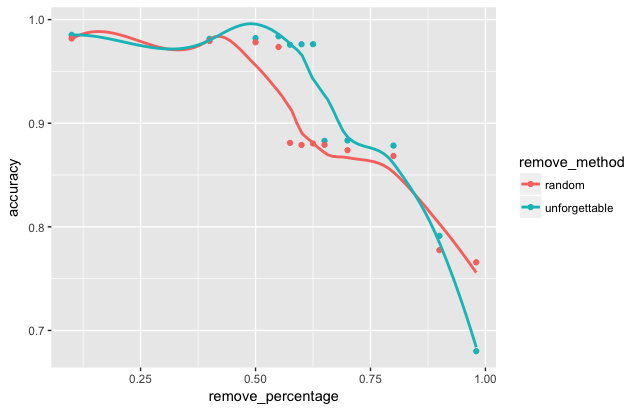 1.0
0.9
0.8
0.7
accuracy
0.25 0.50 0.75 1.00
remove_percentage
remove_method
random
unforgettable